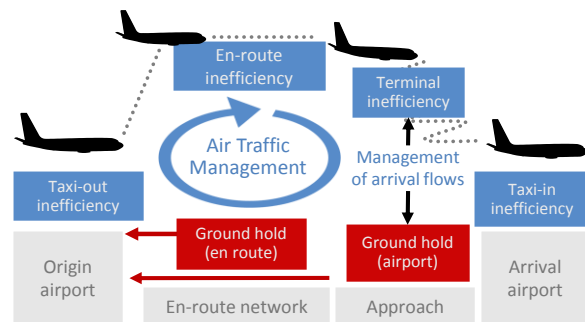 En-route
inefficiency
Terminal
inefficiency
Air Traffic
Management
Management
of arrival flows
Taxi-out
inefficiency
Taxi-in
inefficiency
Ground hold
(en route)
Ground hold
(airport)
Origin
airport
Arrival
airport
En-route network
Approach